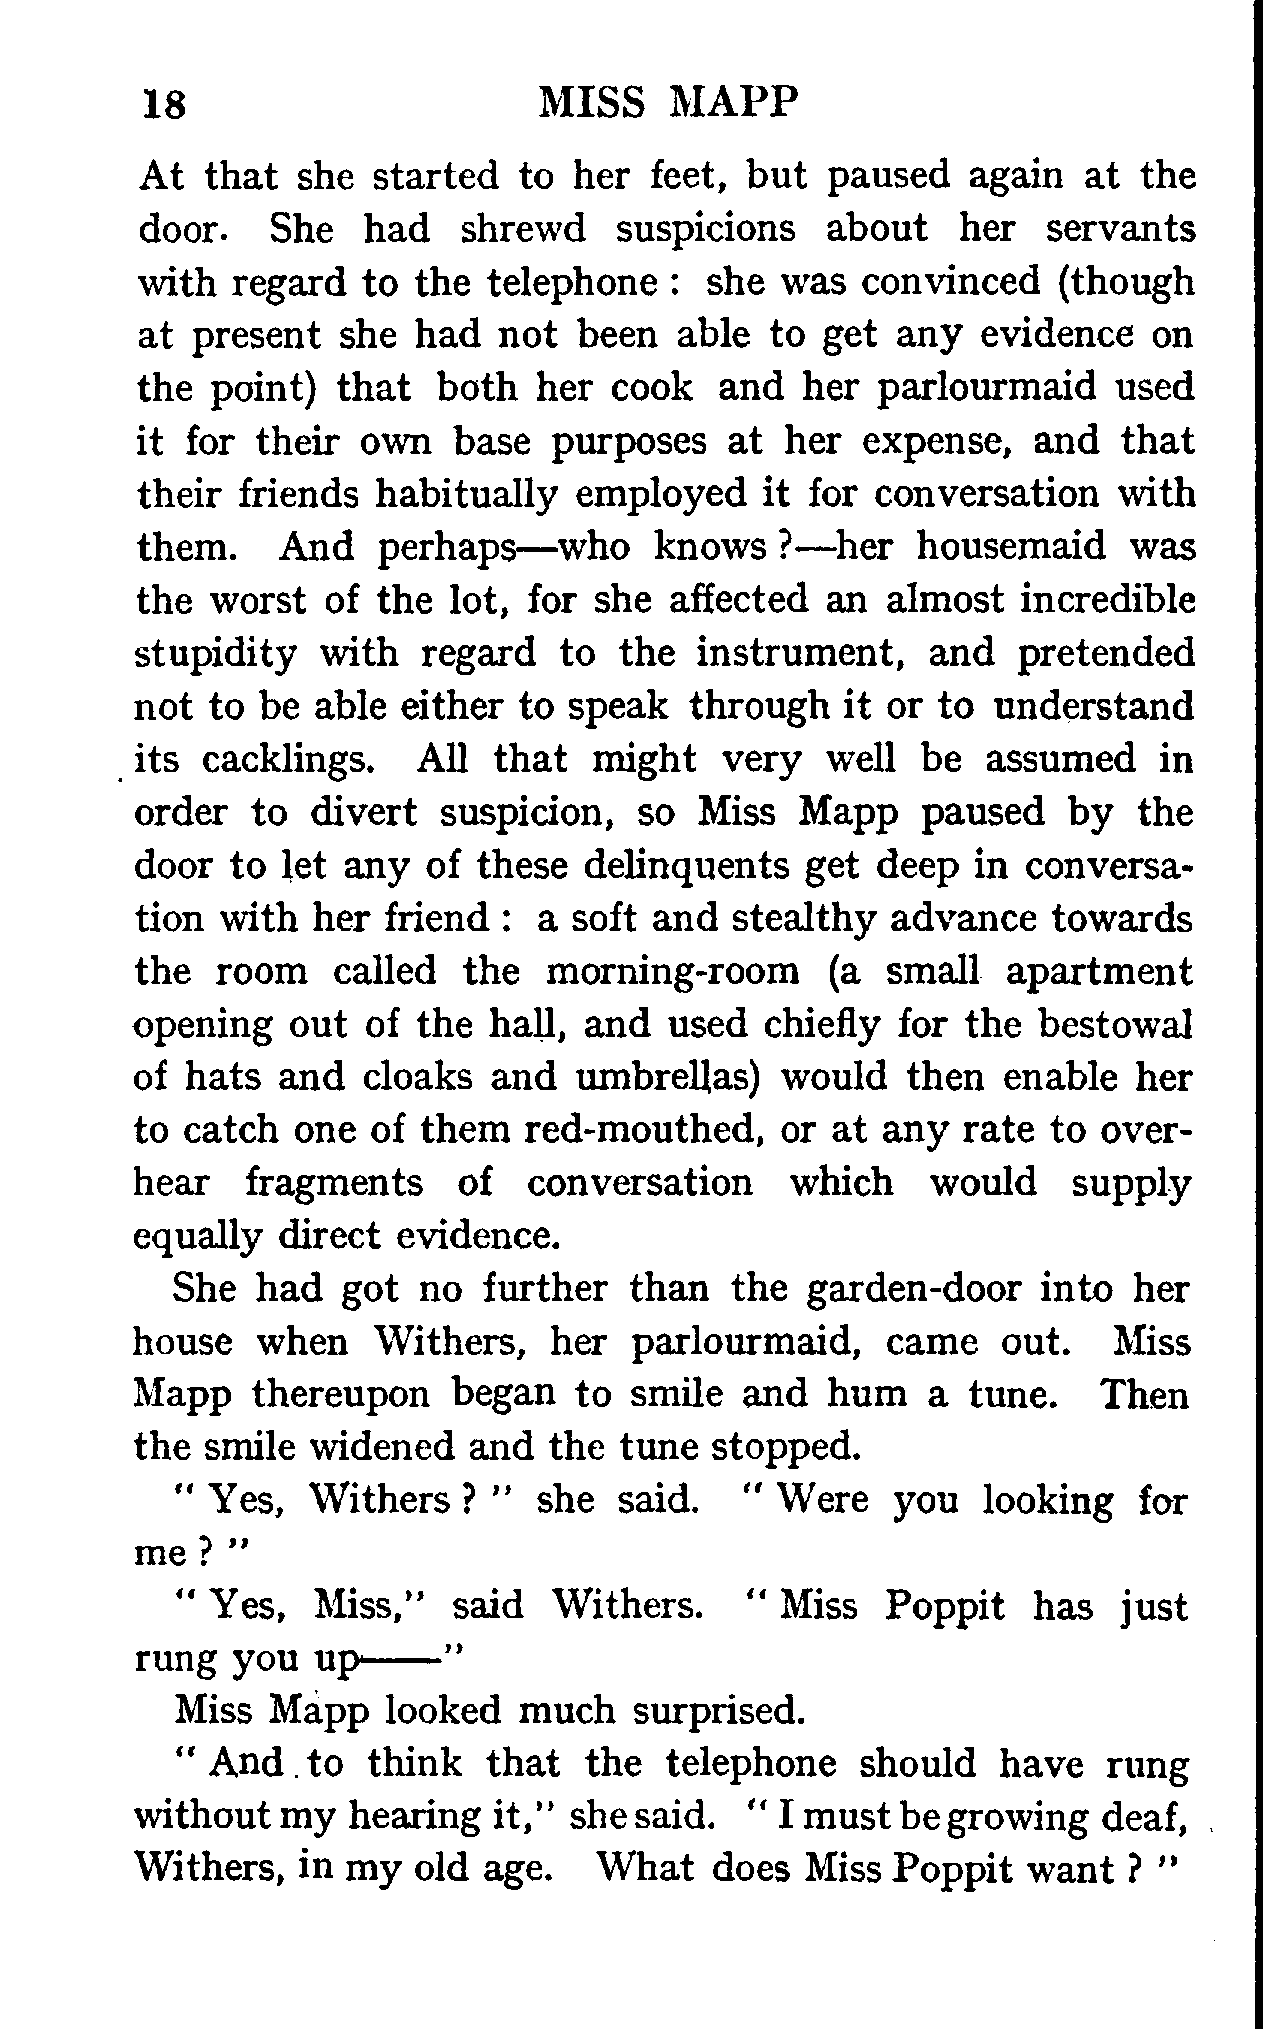 18 MISS MAPP
At that she started to her feet, but paused again at the
door. She had shrewd suspicions about her servants
with regard to the telephone : she was convinced (though
at present she had not been able to get any evidence on
the point) that both her cook and her parlourmaid used
it for their own base purposes at her expense, and that
their friends habitually employed it for conversation with
them. And perhaps—who knows ?—her housemaid was
the worst of the lot, for she affected an almost incredible
stupidity with regard to the instrument, and pretended
not to be able either to speak through it or to understand
its cacklings. All that might very well be assumed in
order to divert suspicion, so Miss Mapp paused by the
door to let any of these delinquents get deep in conversa-
tion with her friend : a soft and stealthy advance towards
the room called the morning-room (a small apartment
opening out of the hall, and used chiefly for the bestowal
of hats and cloaks and umbrellas) would then enable her
to catch one of them red-mouthed, or at any rate to over-
hear fragments of conversation which would supply
equally direct evidence.
She had got no further than the garden-door into her
house when Withers, her parlourmaid, came out. Miss
Mapp thereupon began to smile and hum a tune. Then
the smile widened and the tune stopped.
" Yes, Withers ? " she said. " Were you looking for
me ? "
" Yes, Miss," said Withers. " Miss Poppit has just
rung you up——"
Miss Mapp looked much surprised.
" And to think that the telephone should have rung
without my hearing it," she said. " I must be growing deaf,
Withers, in my old age. What does Miss Poppit want ? "